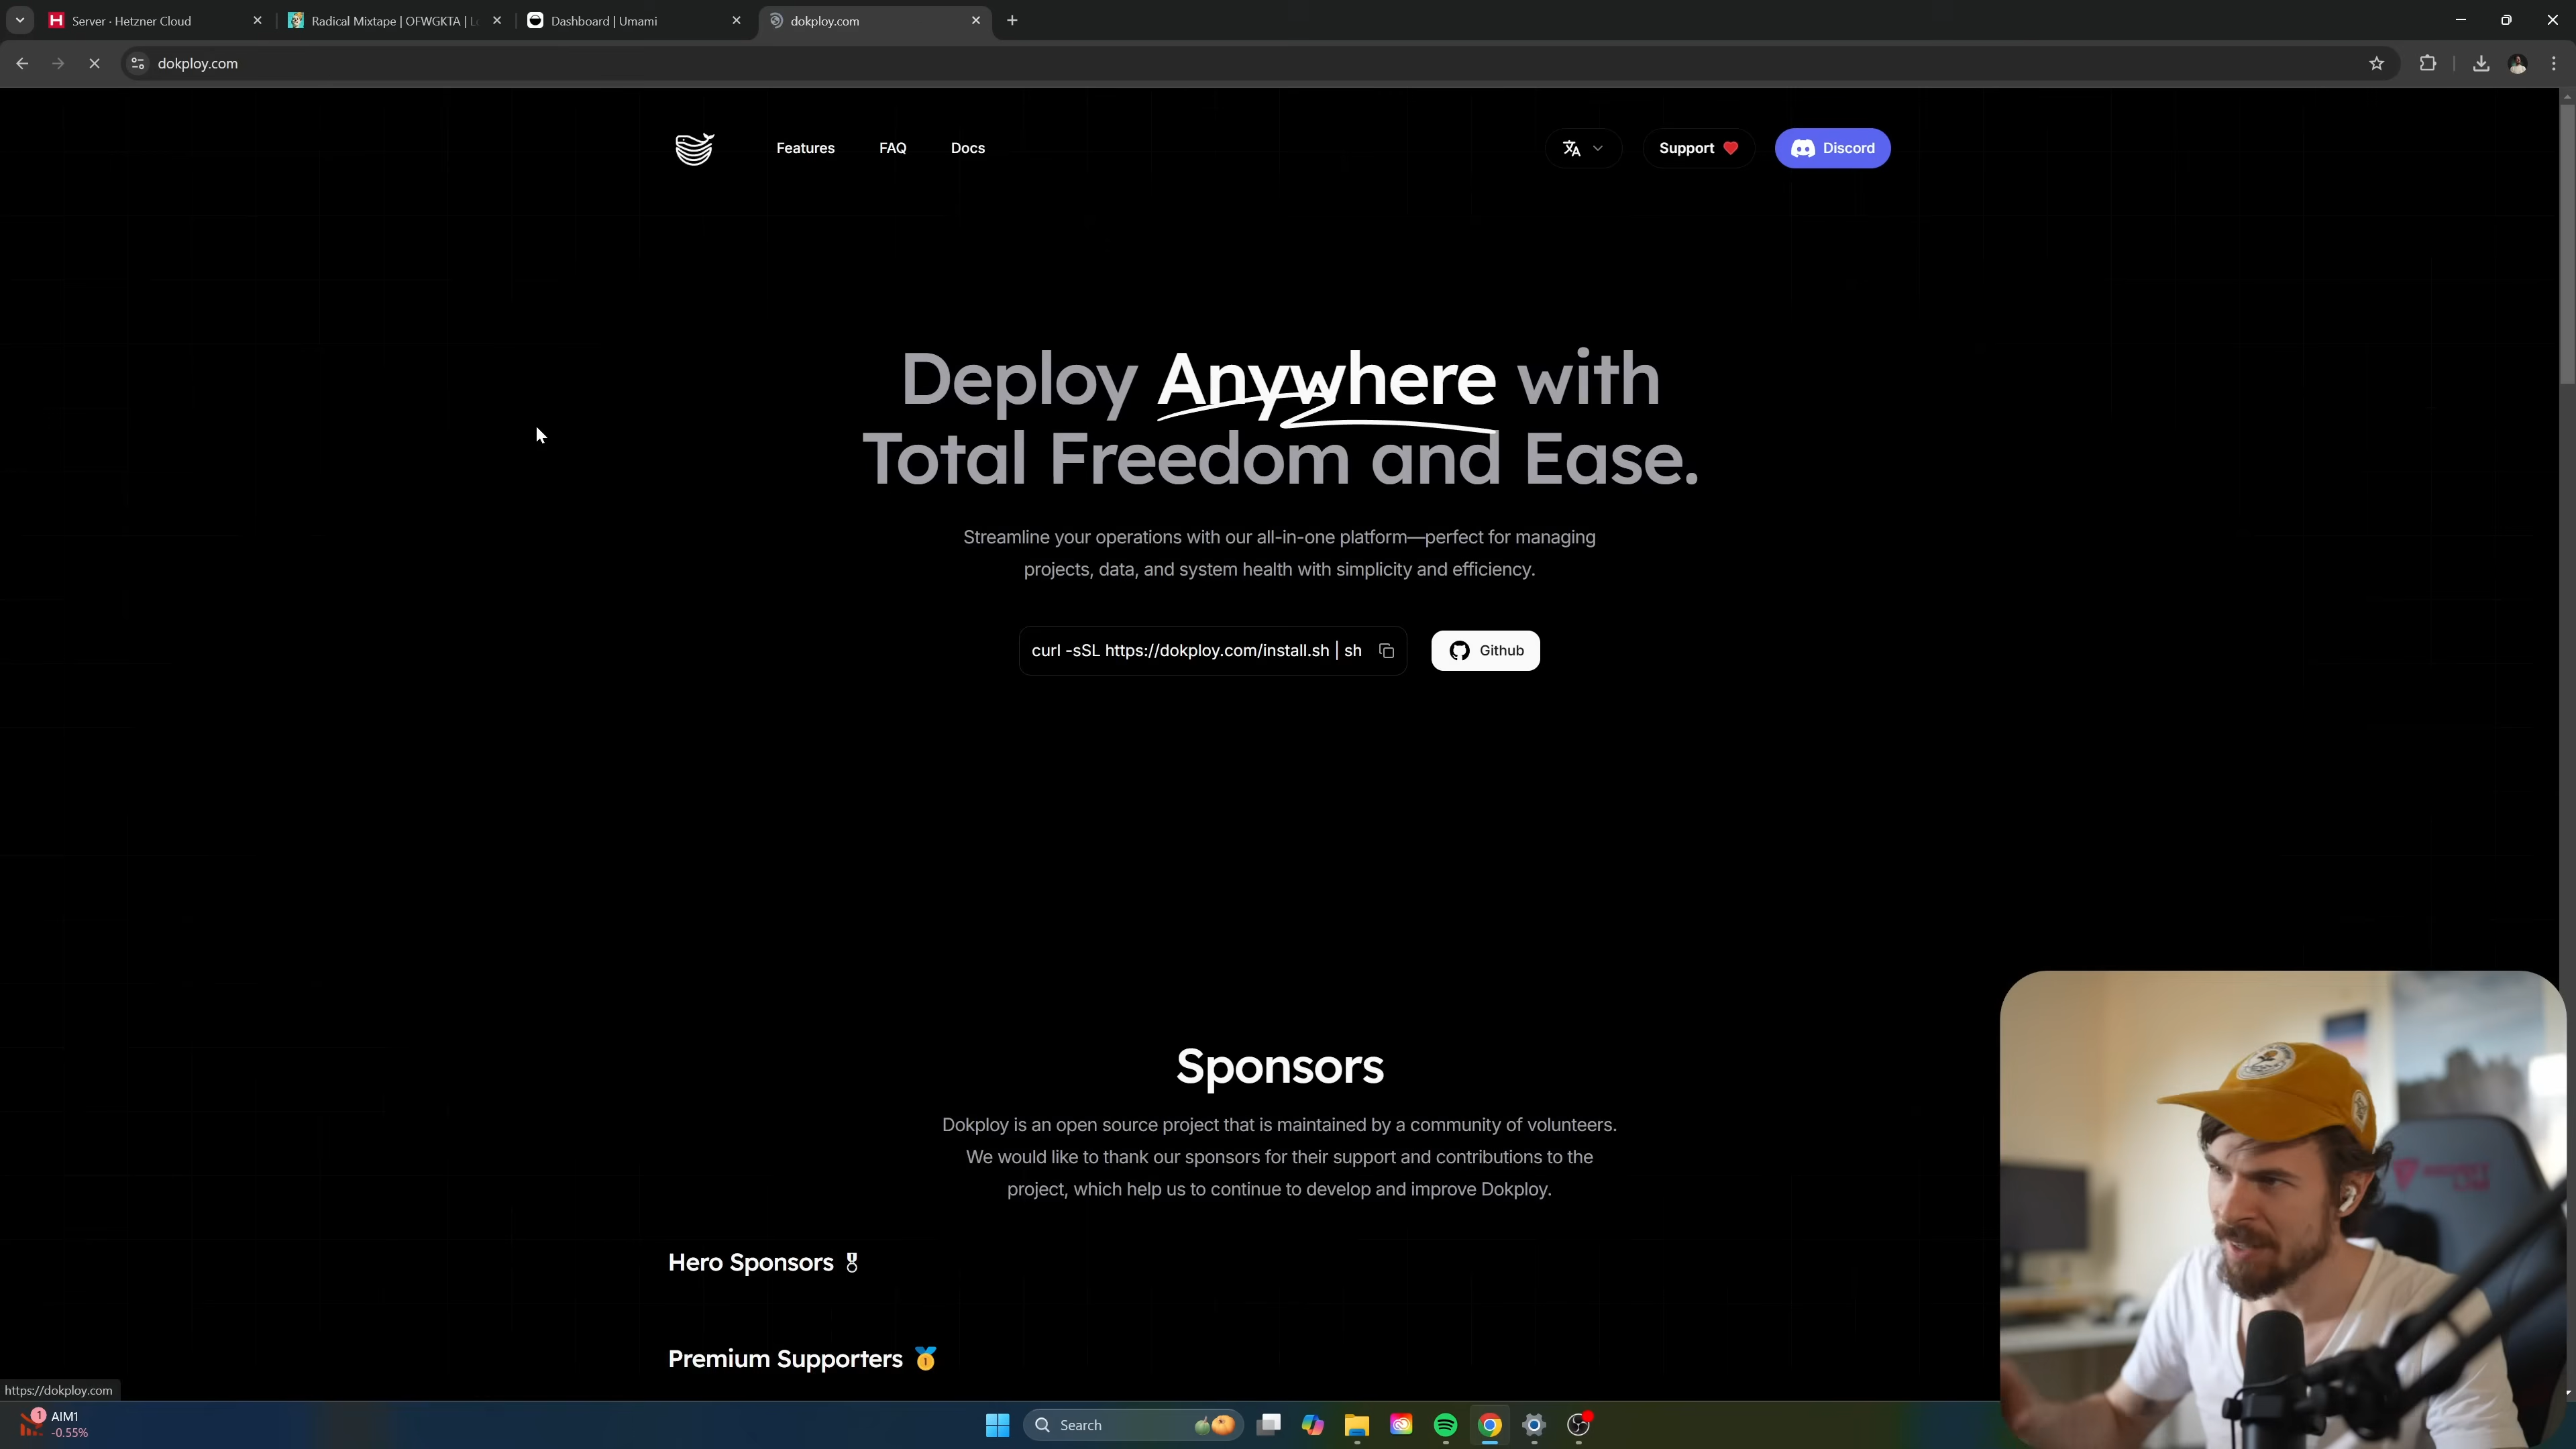 Server · Hetzner Cloud
Radical Mixtape | OFWGKTA |
Dashboard | Umami
dokploy.com
dokploy.com
Features
FAQ
Docs
Support
Discord
Deploy Anywhere with
Total Freedom and Ease.
Streamline your operations with our all-in-one platform—perfect for managing
projects, data, and system health with simplicity and efficiency.
curl -sSL https://dokploy.com/install.sh | sh
Github
Sponsors
Dokploy is an open source project that is maintained by a community of volunteers.
We would like to thank our sponsors for their support and contributions to the
project, which help us to continue to develop and improve Dokploy.
Hero Sponsors 🎖
Premium Supporters 🥇
https://dokploy.com
1
AIM1
-0.55%
Search